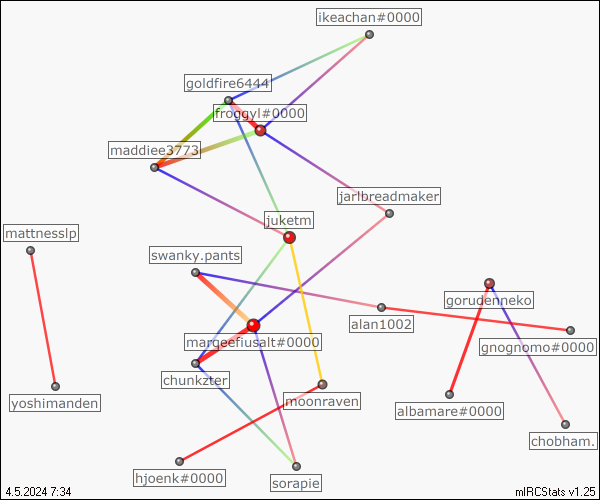 ikeachan#0000
goldfire6444
froggyl#0000
maddiee3773
jarlbreadmaker
juketm
mattnesslp
swanky.pants
gorudenneko
alan1002
marqeefiusalt#0000
gnognomo#0000
chunkzter
moonraven
yoshimanden
albamare#0000
chobham.
hjoenk#0000
sorapie
4.5.2024 7:34
mIRCStats v1.25